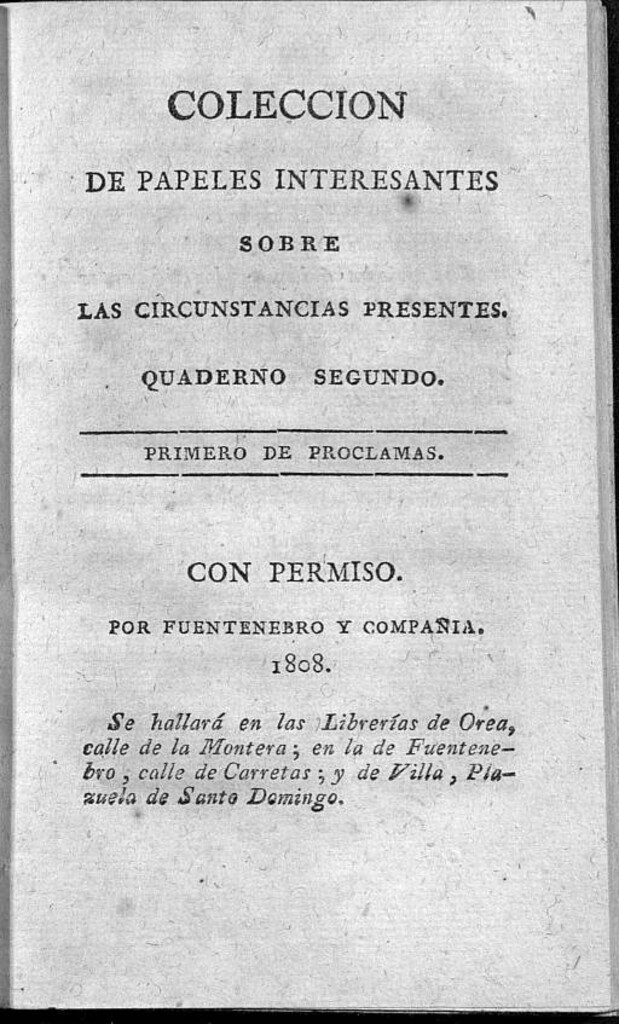 COLECCION
DE PAPELES INTERESANTES
SOBRE
LAS CIRCUNSTANCIAS PRESENTES.
QUADERNO SEGUNDO.
PRIMERO DE PROCLAMAS.
CON PERMISO.
POR FUENTENEBRO Y COMPAÑIA.
1808.
Se hallará en las Librerías de Orea,
calle de la Montera; en la de Fuentene-
bro, calle de Carretas; y de Villa, Pla-
zuela de Santo Domingo.